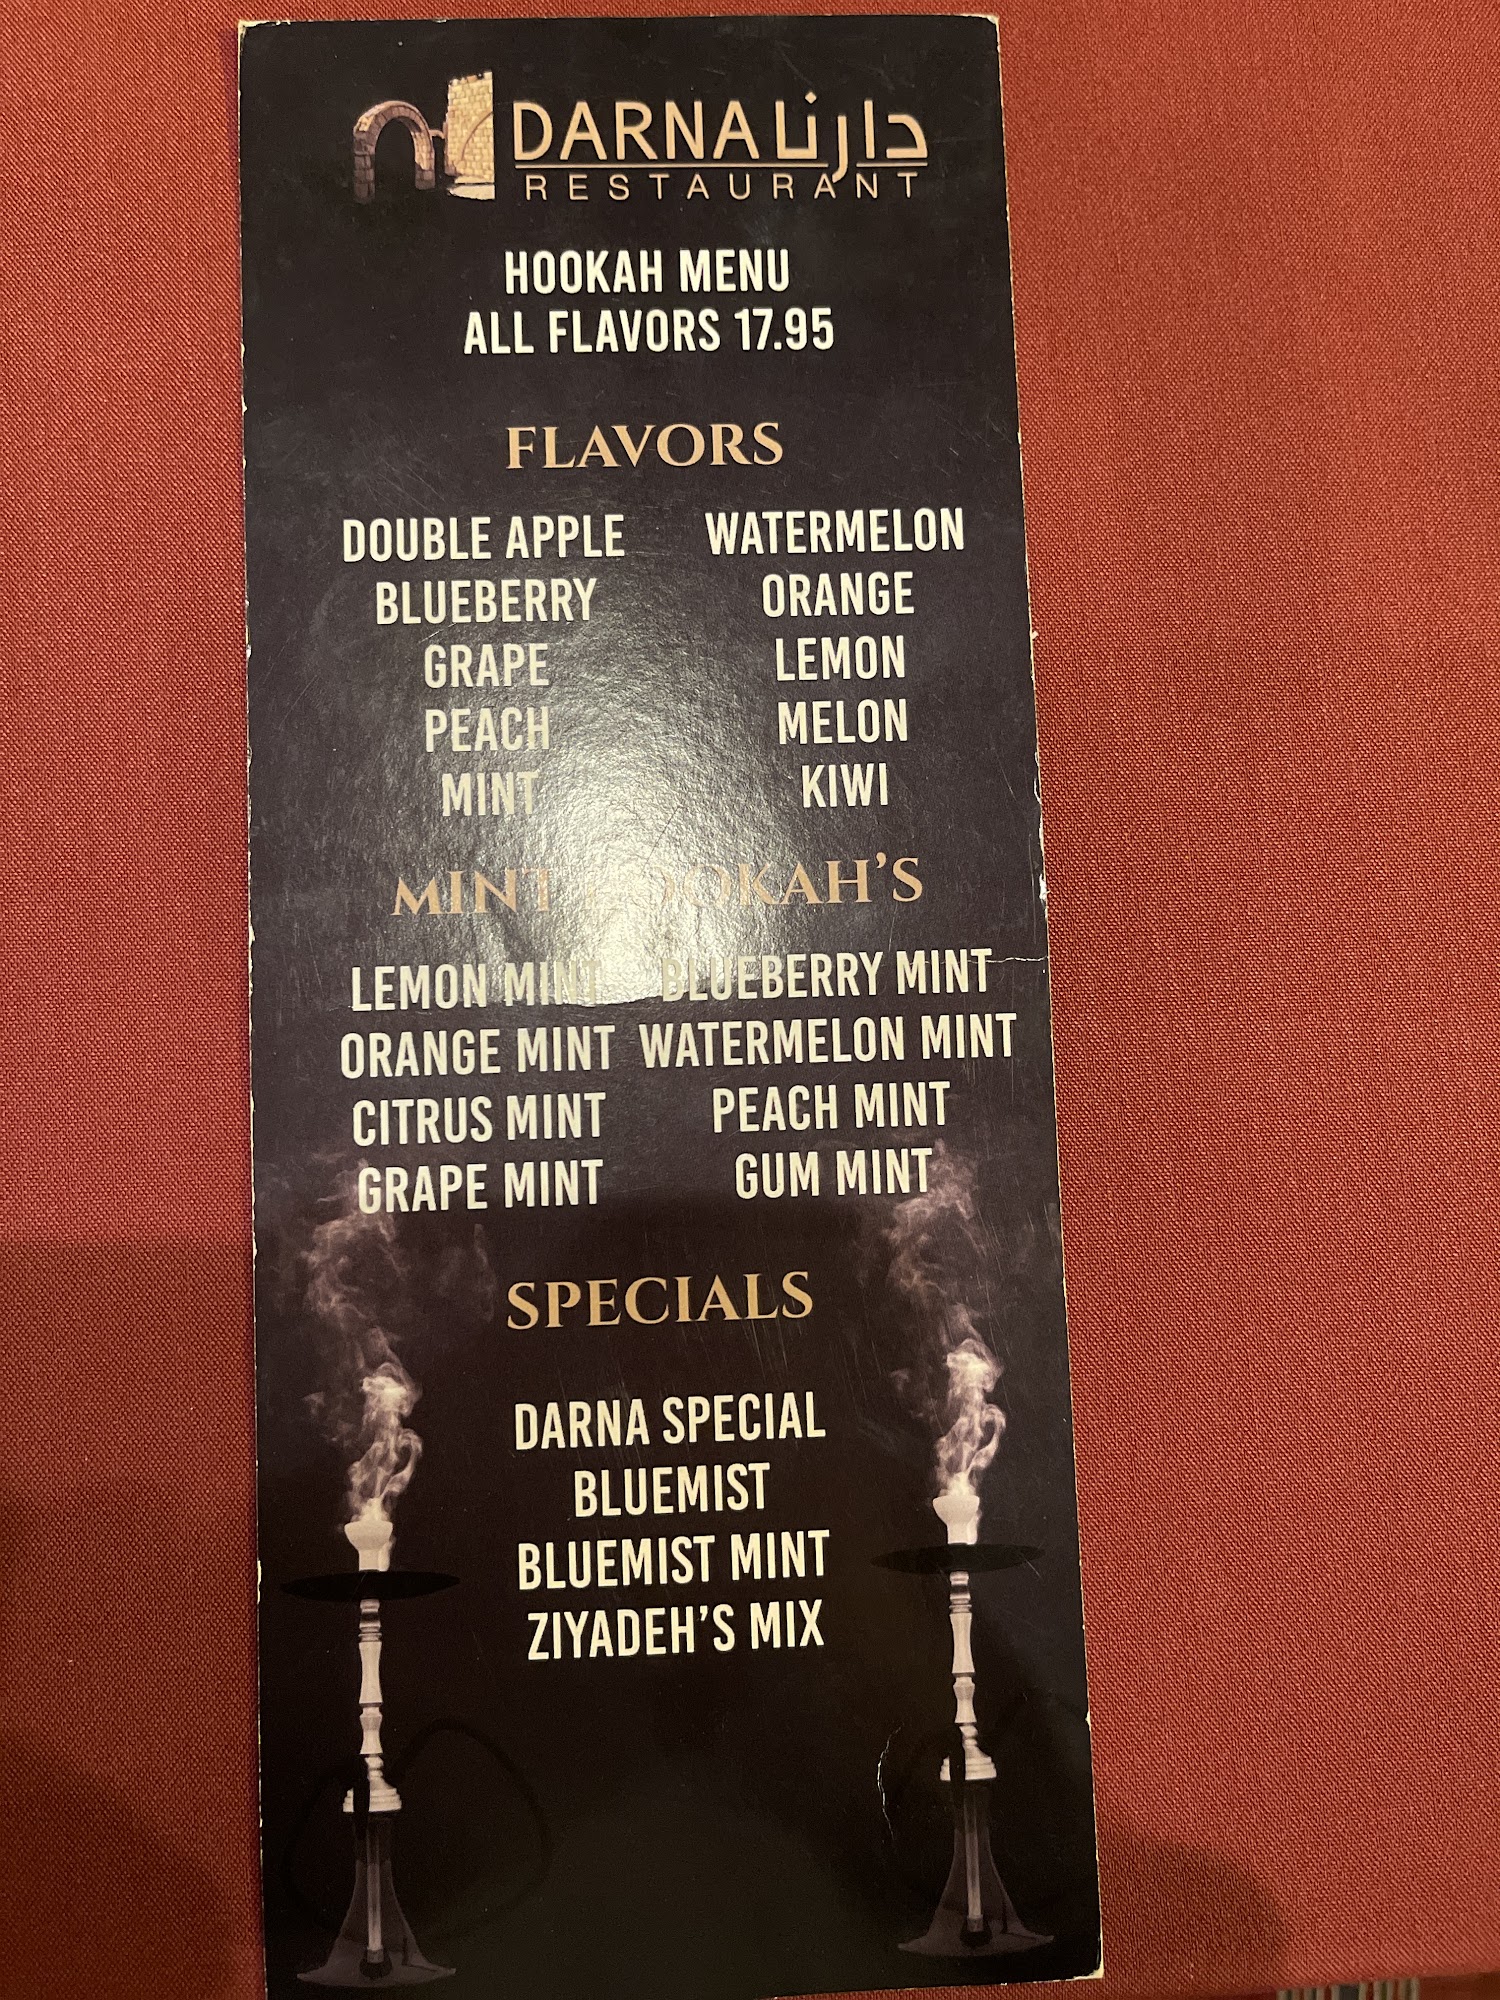 DARNA دارنا
RESTAURANT
HOOKAH MENU
ALL FLAVORS 17.95
FLAVORS
DOUBLE APPLE
BLUEBERRY
GRAPE
PEACH
MINT
WATERMELON
ORANGE
LEMON
MELON
KIWI
MINT HOOKAH'S
LEMON MINT
ORANGE MINT
CITRUS MINT
GRAPE MINT
BLUEBERRY MINT
WATERMELON MINT
PEACH MINT
GUM MINT
SPECIALS
DARNA SPECIAL
BLUEMIST
BLUEMIST MINT
ZIYADEH'S MIX